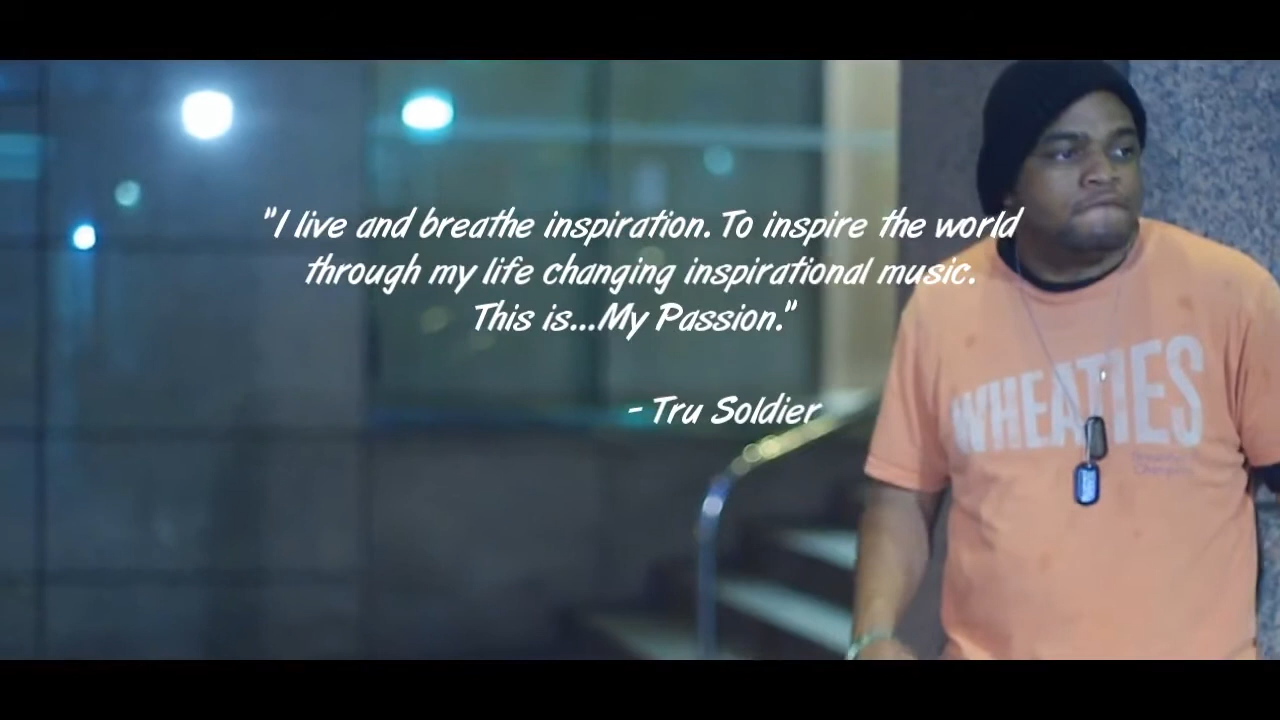 "I live and breathe inspiration. To inspire the world
through my life changing inspirational music.
This is...My Passion."
- Tru Soldier
WHEATIES